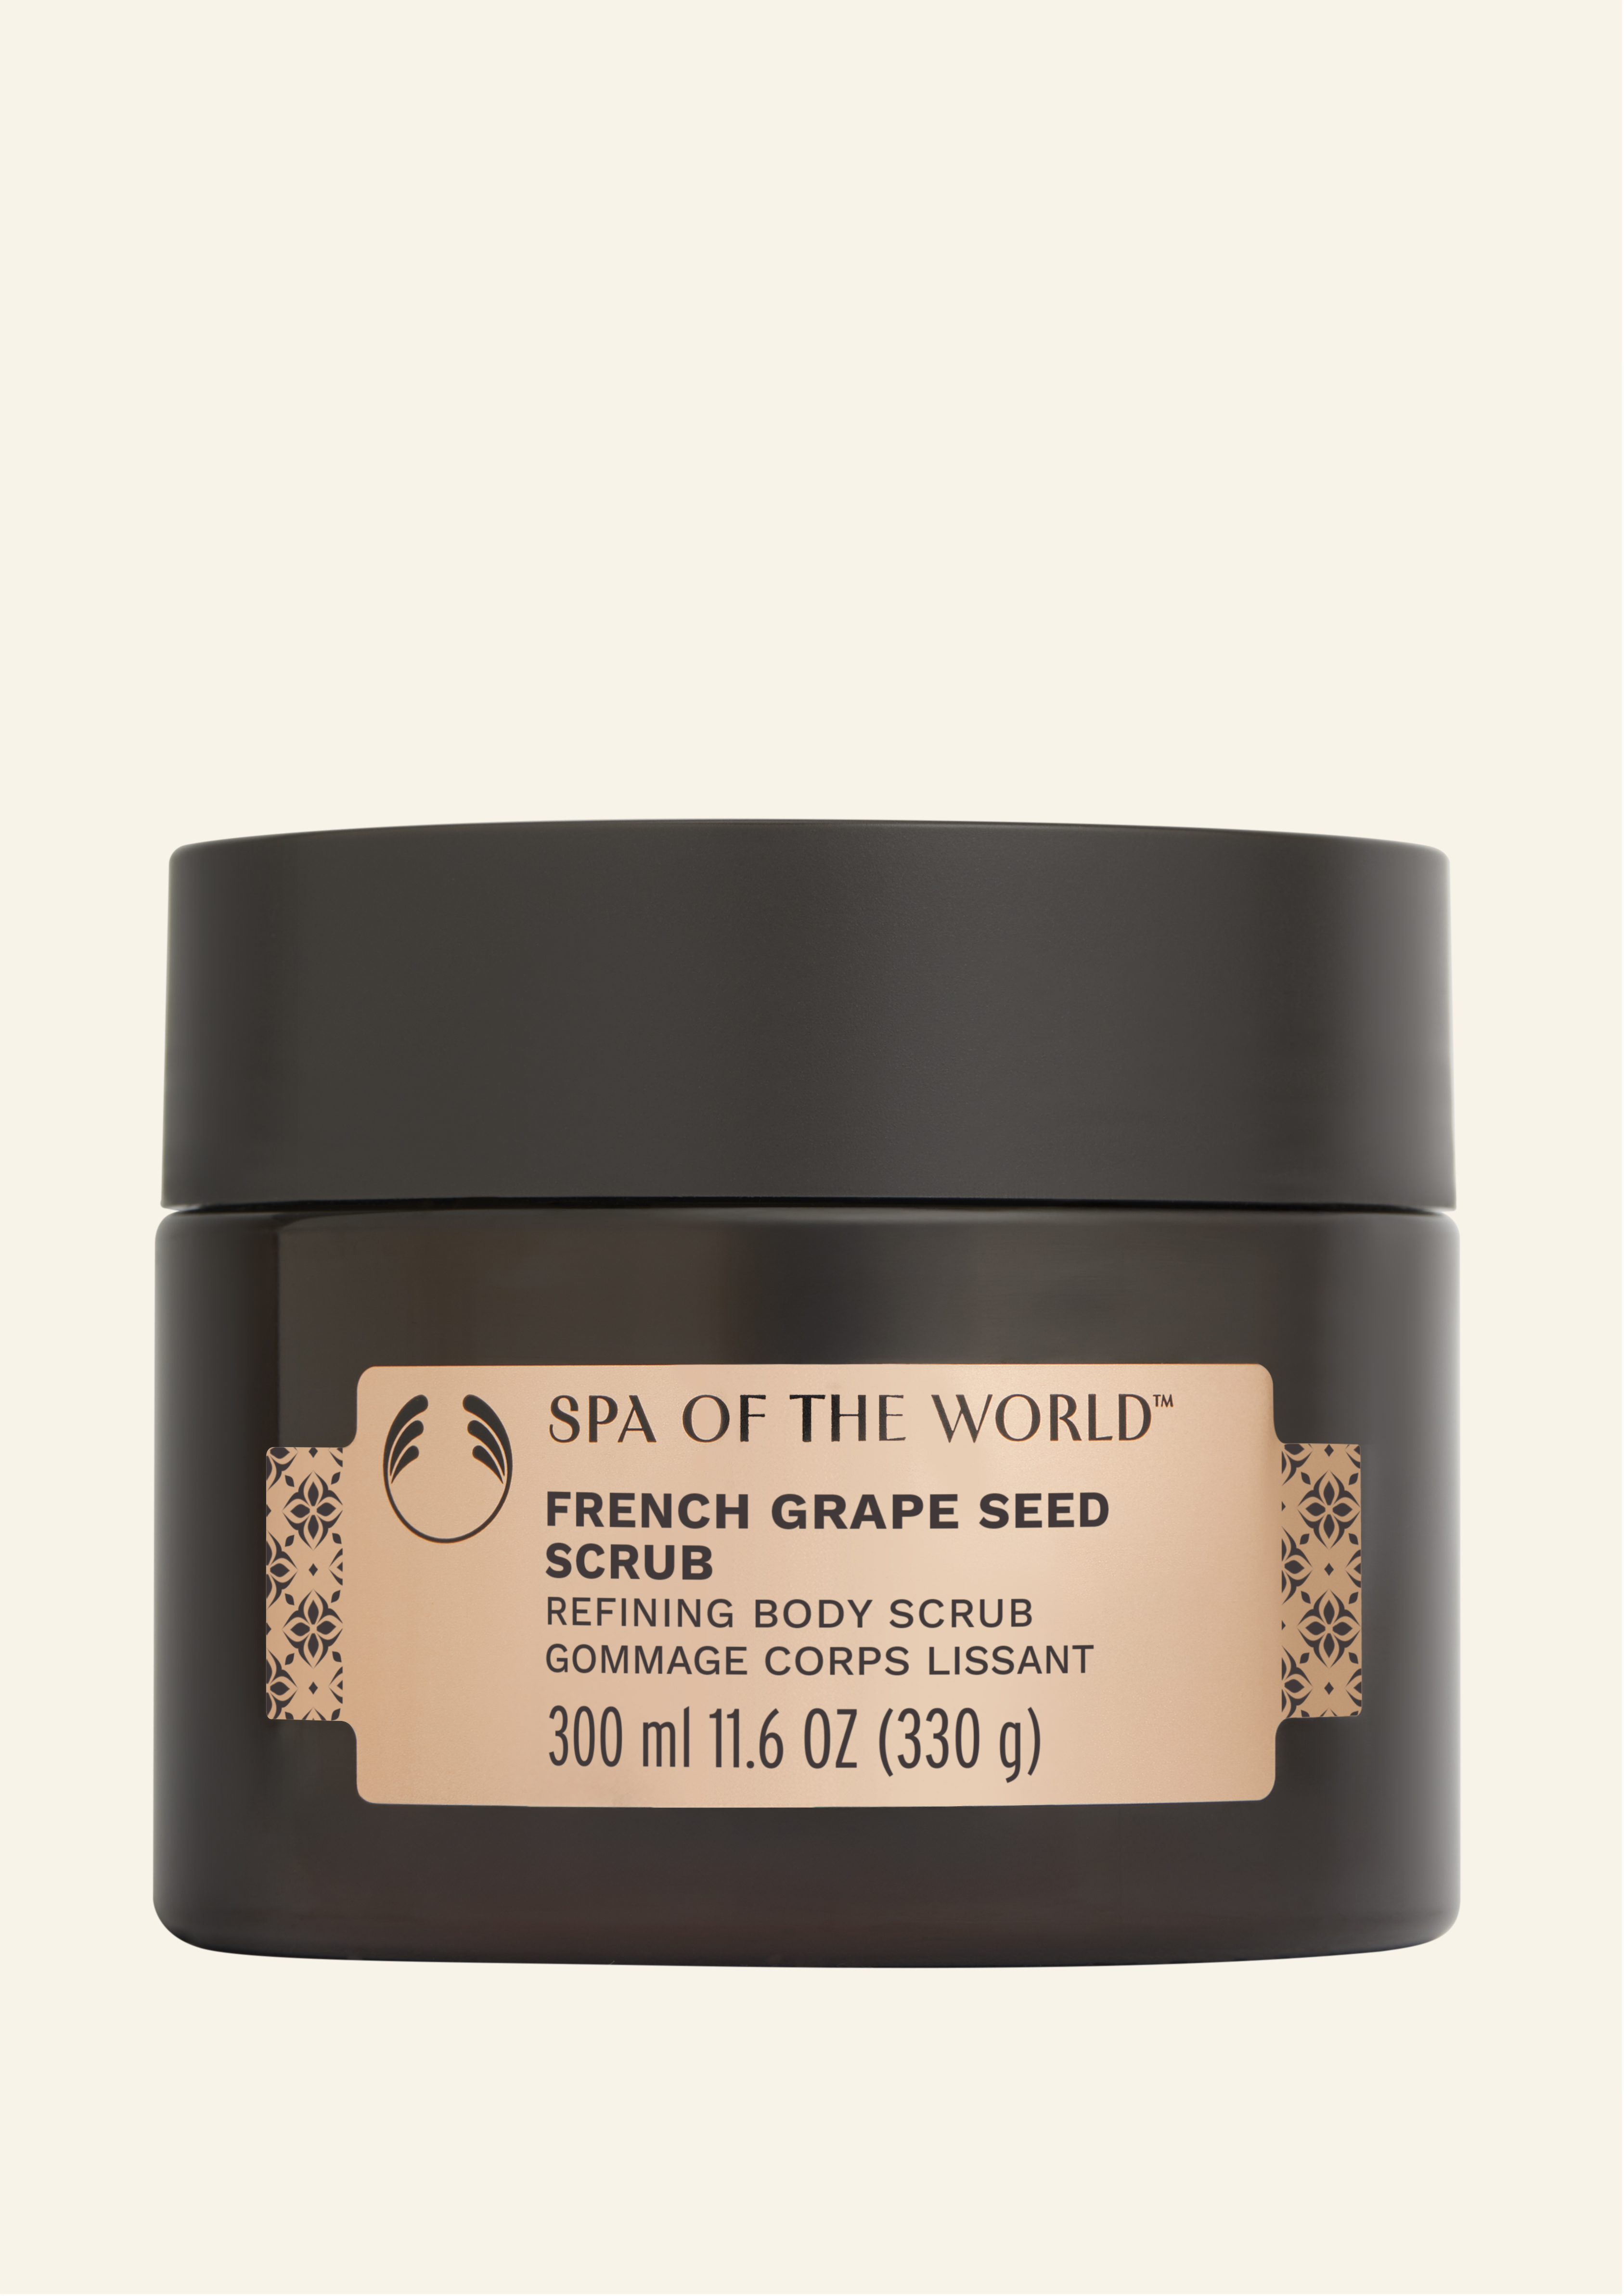 SPA OF THE WORLD™
FRENCH GRAPE SEED
SCRUB
REFINING BODY SCRUB
GOMMAGE CORPS LISSANT
300 ml 11.6 OZ (330 g)